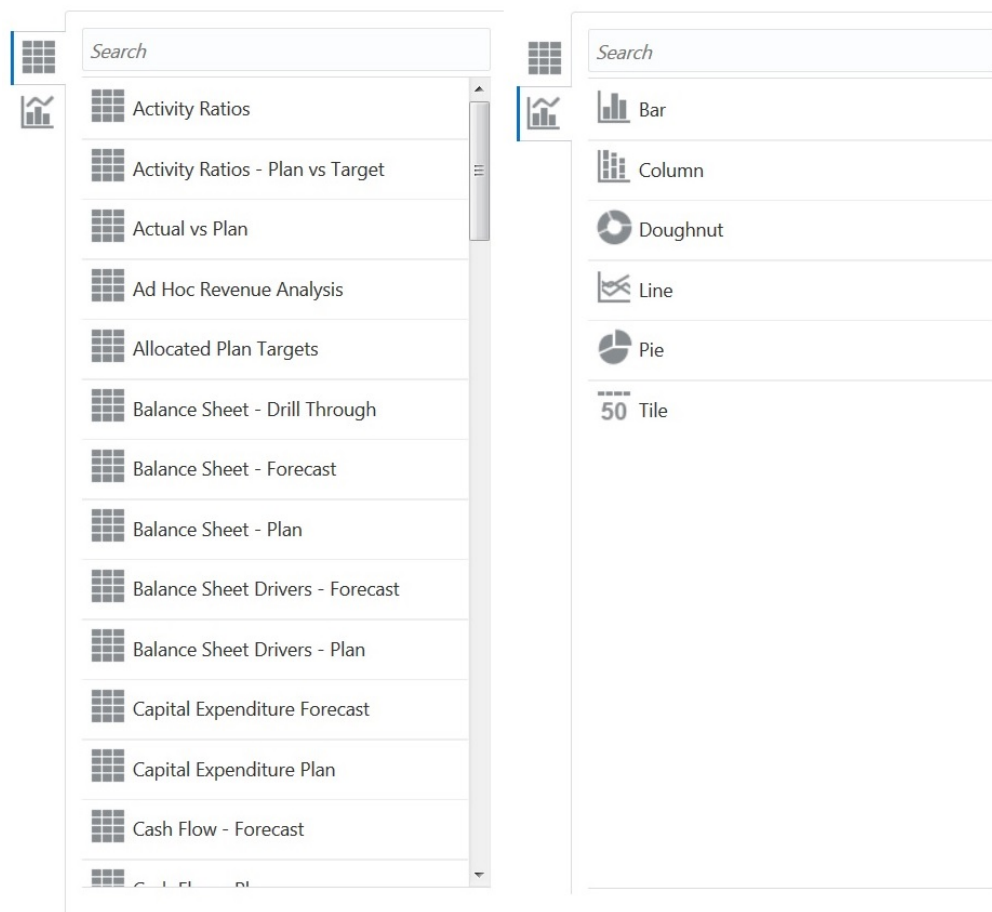 Search
Activity Ratios
Activity Ratios - Plan vs Target
Actual vs Plan
Ad Hoc Revenue Analysis
Allocated Plan Targets
Balance Sheet - Drill Through
Balance Sheet - Forecast
Balance Sheet - Plan
Balance Sheet Drivers - Forecast
Balance Sheet Drivers - Plan
Capital Expenditure Forecast
Capital Expenditure Plan
Cash Flow - Forecast
Search
Bar
Column
Doughnut
Line
Pie
50 Tile